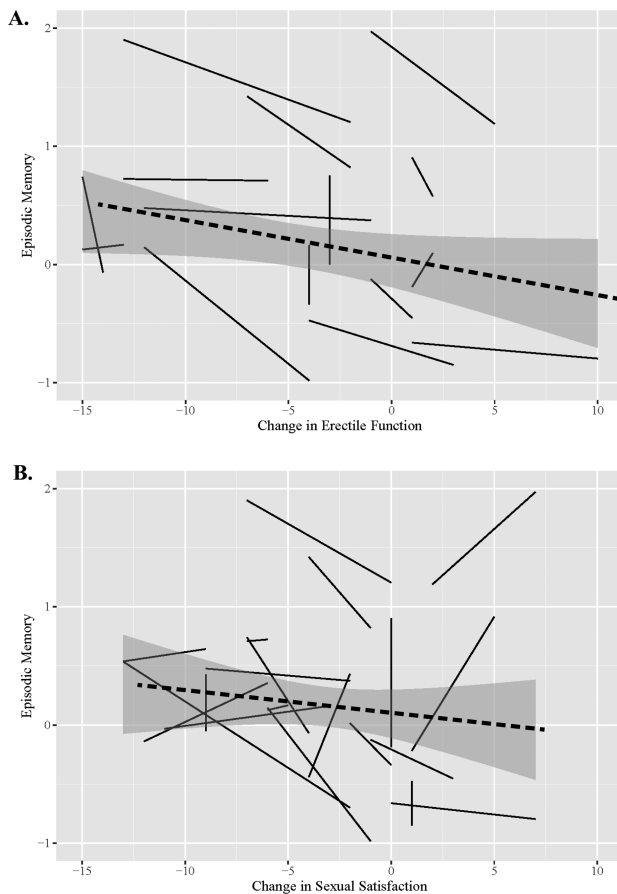 A.
2
1
0
−1
Episodic Memory
−15 −10 −5 0 5 10
Change in Erectile Function
B.
2
1
0
−1
Episodic Memory
−15 −10 −5 0 5 10
Change in Sexual Satisfaction